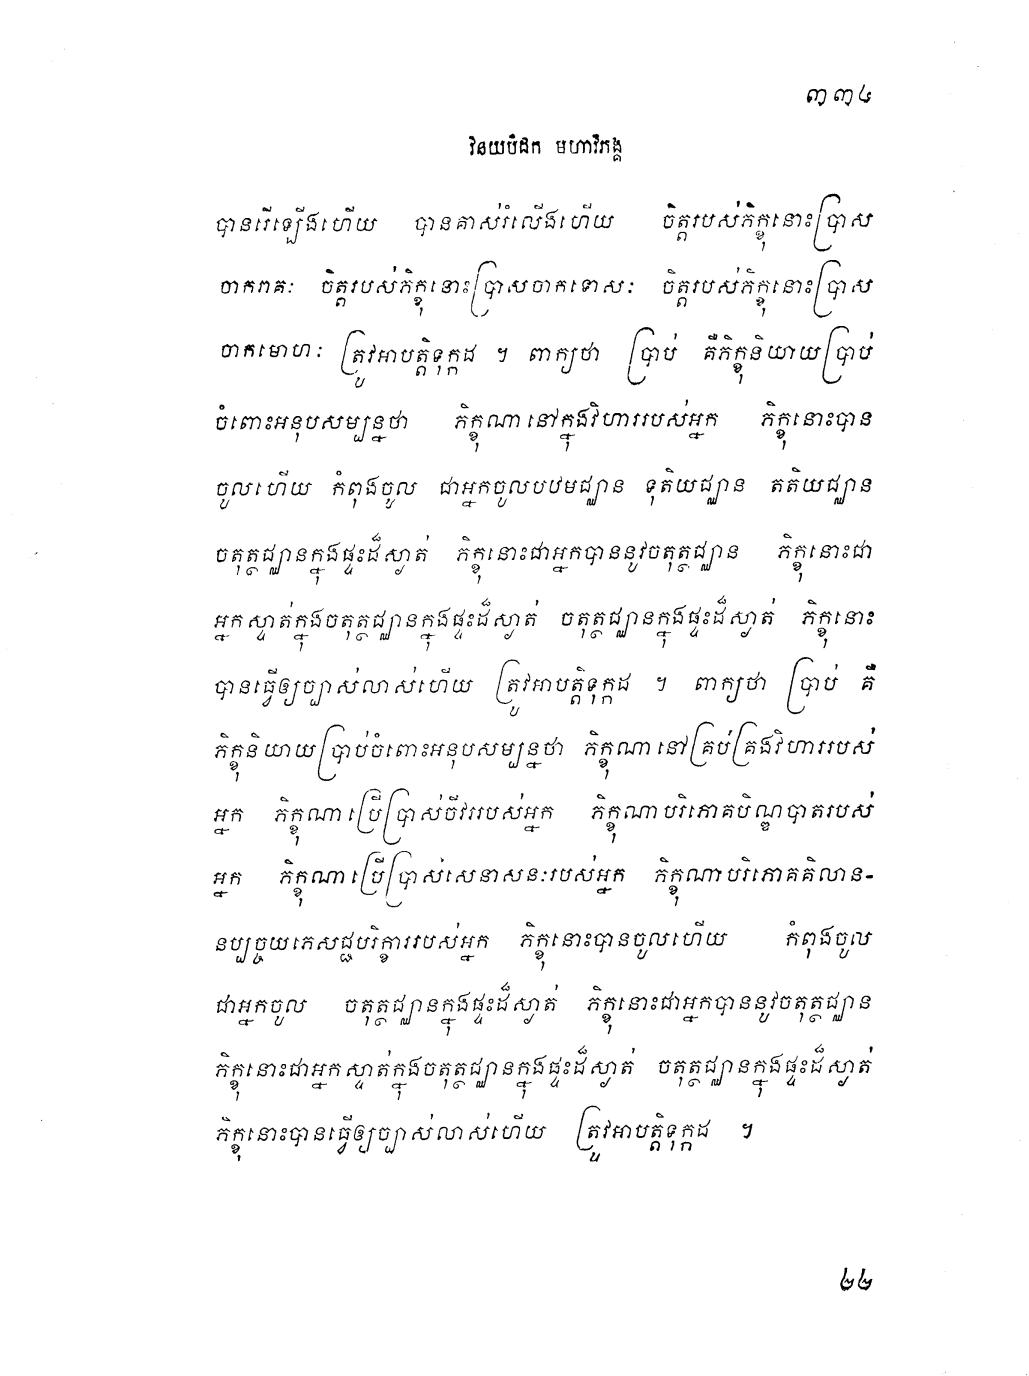 ៣៣៤
វិនយបិដក មហាវិភង្គ
បានរើឡើងហើយ បានគាស់រំលើងហើយ ចិត្តរបស់ភិក្ខុនោះប្រាស
ចាករាគៈ ចិត្តរបស់ភិក្ខុនោះប្រាសចាកទោសៈ ចិត្តរបស់ភិក្ខុនោះប្រាស
ចាកមោហៈ ត្រូវអាបត្តិទុក្កដ ។ ពាក្យថា ប្រាប់ គឺភិក្ខុនិយាយប្រាប់
ចំពោះអនុបសម្បន្នថា ភិក្ខុណានៅក្នុងវិហាររបស់អ្នក ភិក្ខុនោះបាន
ចូលហើយ កំពុងចូល ជាអ្នកចូលបឋមជ្ឈាន ទុតិយជ្ឈាន តតិយជ្ឈាន
ចតុត្ថជ្ឈានក្នុងផ្ទះដ៏ស្ងាត់ ភិក្ខុនោះជាអ្នកបាននូវចតុត្ថជ្ឈាន ភិក្ខុនោះជា
អ្នកស្ទាត់ក្នុងចតុត្ថជ្ឈានក្នុងផ្ទះដ៏ស្ងាត់ ចតុត្ថជ្ឈានក្នុងផ្ទះដ៏ស្ងាត់ ភិក្ខុនោះ
បានធ្វើឲ្យច្បាស់លាស់ហើយ ត្រូវអាបត្តិទុក្កដ ។ ពាក្យថា ប្រាប់ គឺ
ភិក្ខុនិយាយប្រាប់ចំពោះអនុបសម្បន្នថា ភិក្ខុណានៅគ្រប់គ្រងវិហាររបស់
អ្នក ភិក្ខុណាប្រើប្រាស់ចីវររបស់អ្នក ភិក្ខុណាបរិភោគបិណ្ឌបាតរបស់
អ្នក ភិក្ខុណាប្រើប្រាស់សេនាសនៈរបស់អ្នក ភិក្ខុណាបរិភោគគិលាន-
នប្បច្ចយភេសជ្ជបរិក្ខាររបស់អ្នក ភិក្ខុនោះបានចូលហើយ កំពុងចូល
ជាអ្នកចូល ចតុត្ថជ្ឈានក្នុងផ្ទះដ៏ស្ងាត់ ភិក្ខុនោះជាអ្នកបាននូវចតុត្ថជ្ឈាន
ភិក្ខុនោះជាអ្នកស្ទាត់ក្នុងចតុត្ថជ្ឈានក្នុងផ្ទះដ៏ស្ងាត់ ចតុត្ថជ្ឈានក្នុងផ្ទះដ៏ស្ងាត់
ភិក្ខុនោះបានធ្វើឲ្យច្បាស់លាស់ហើយ ត្រូវអាបត្តិទុក្កដ ។
៤៤